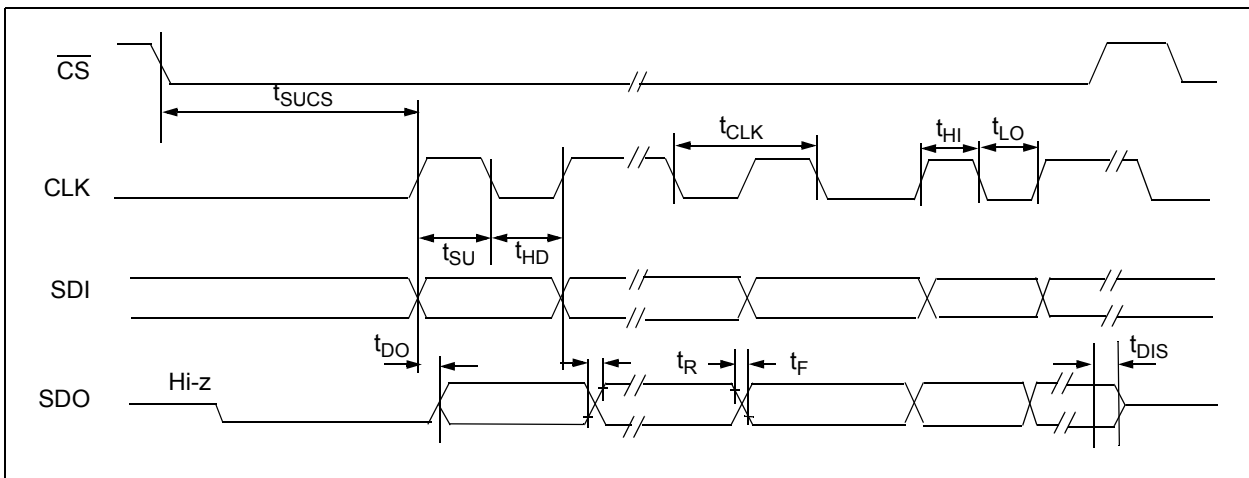 CS
tSUCS
tCLK
tHI
tLO
CLK
tSU
tHD
SDI
tDO
tR
tF
tDIS
Hi-z
SDO